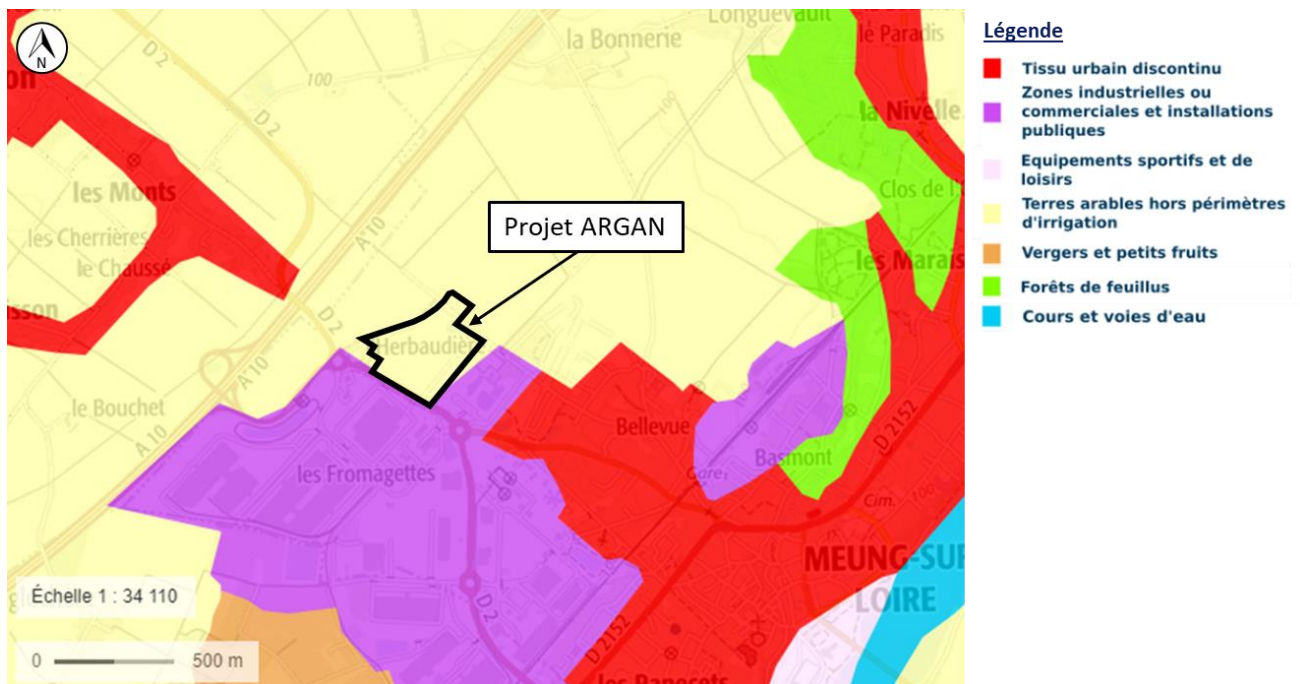 N
Longuevault
la Bonnerie
le Paradis
D 2
100
la Nivelle
les Monts
Clos de l'
les Cherrières
le Chaussé
A 10
Projet ARGAN
les Marais
isson
D 2
Herbaudière
A 10
le Bouchet
A 10
Bellevue
les Fromagettes
Basmont
Gare
D 2152
Cim.
100
MEUNG-SUR
LOIRE
Échelle 1 : 34 110
D 2
D 2152
0
500 m
Légende
Tissu urbain discontinu
Zones industrielles ou
commerciales et installations
publiques
Equipements sportifs et de
loisirs
Terres arables hors périmètres
d'irrigation
Vergers et petits fruits
Forêts de feuillus
Cours et voies d'eau